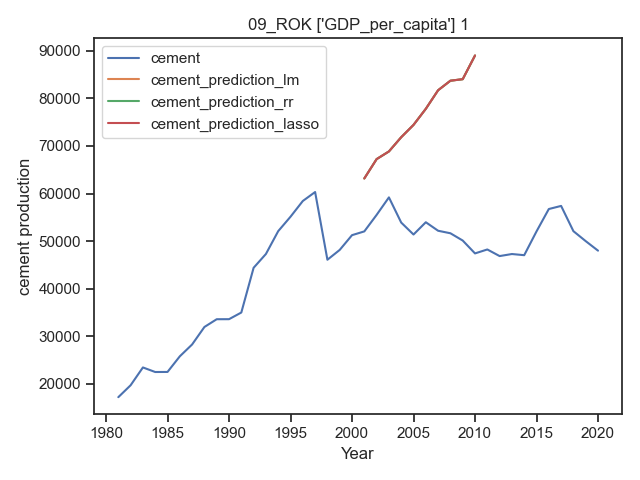 09_ROK ['GDP_per_capita'] 1
cement
cement_prediction_lm
cement_prediction_rr
cement_prediction_lasso
cement production
90000
80000
70000
60000
50000
40000
30000
20000
1980 1985 1990 1995 2000 2005 2010 2015 2020
Year